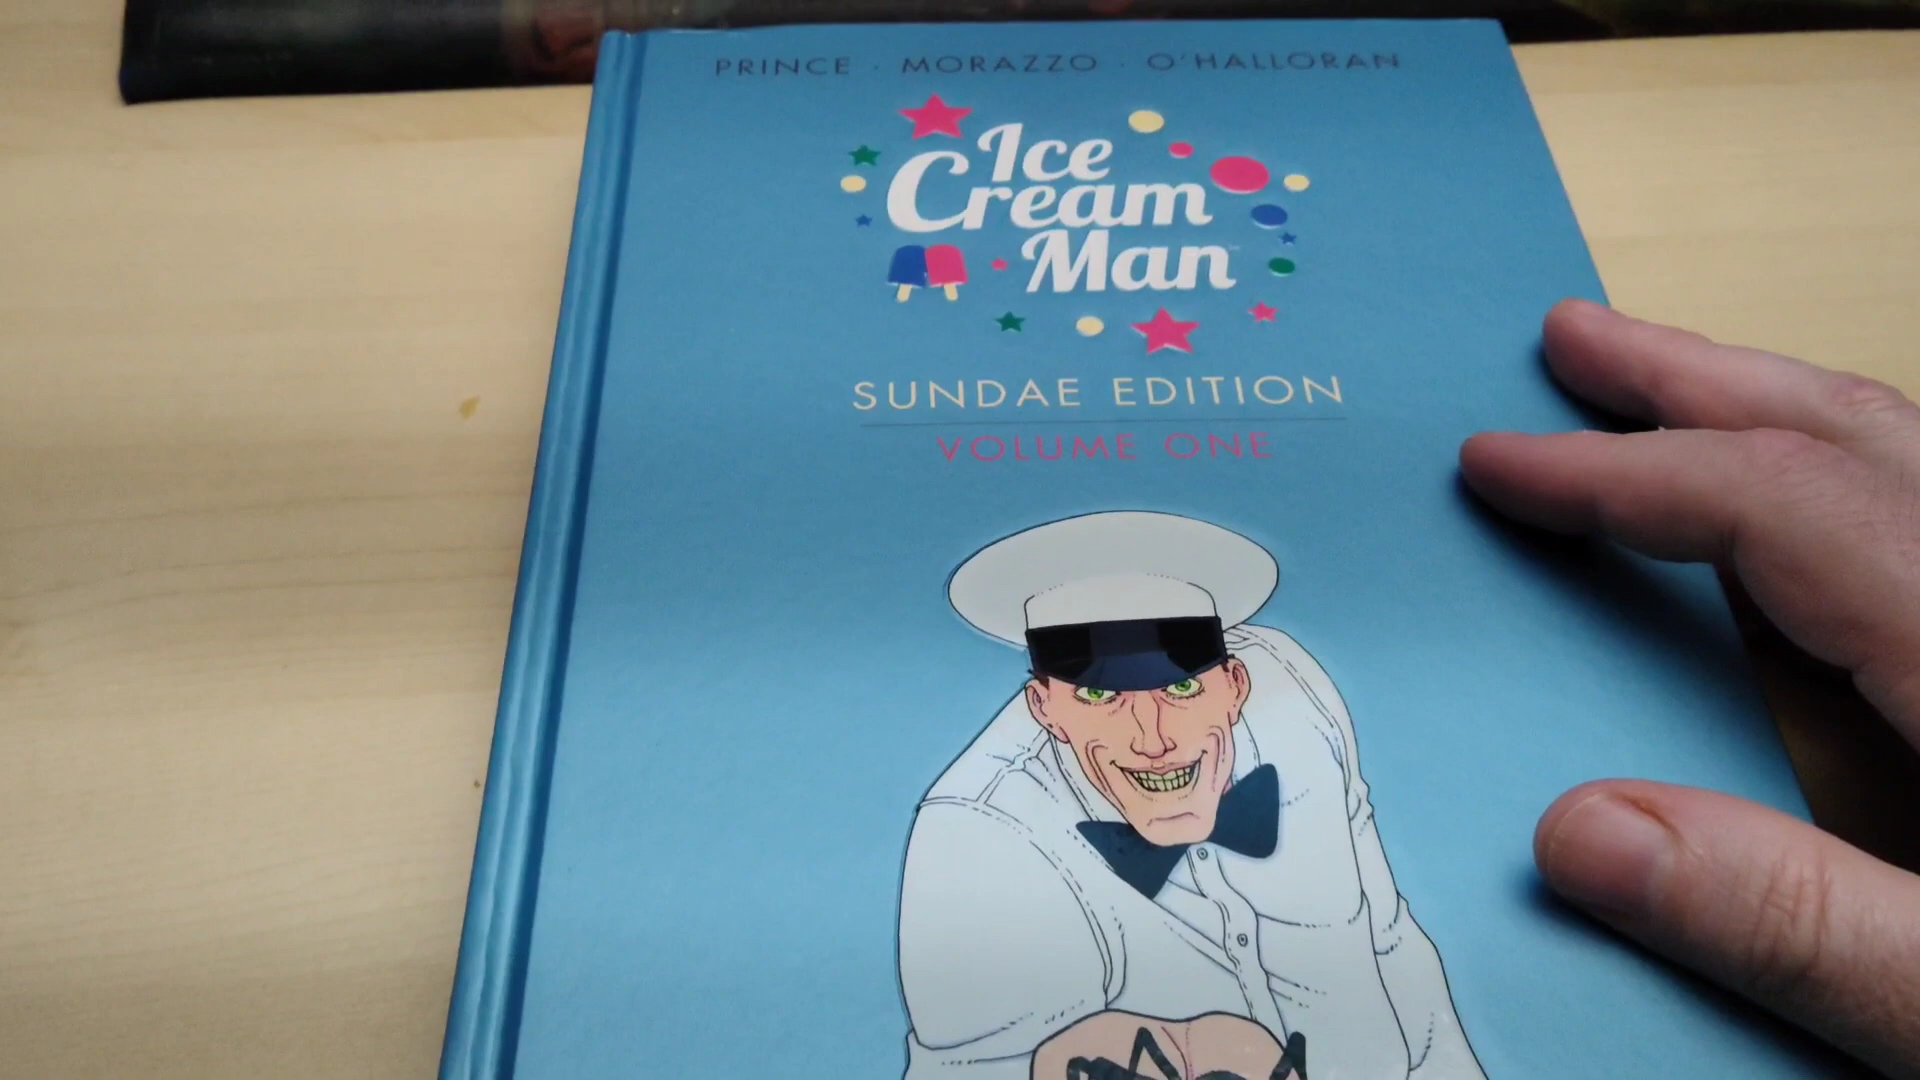 PRINCE · MORAZZO · O'HALLORAN
Ice
Cream
Man
SUNDAE EDITION
VOLUME ONE